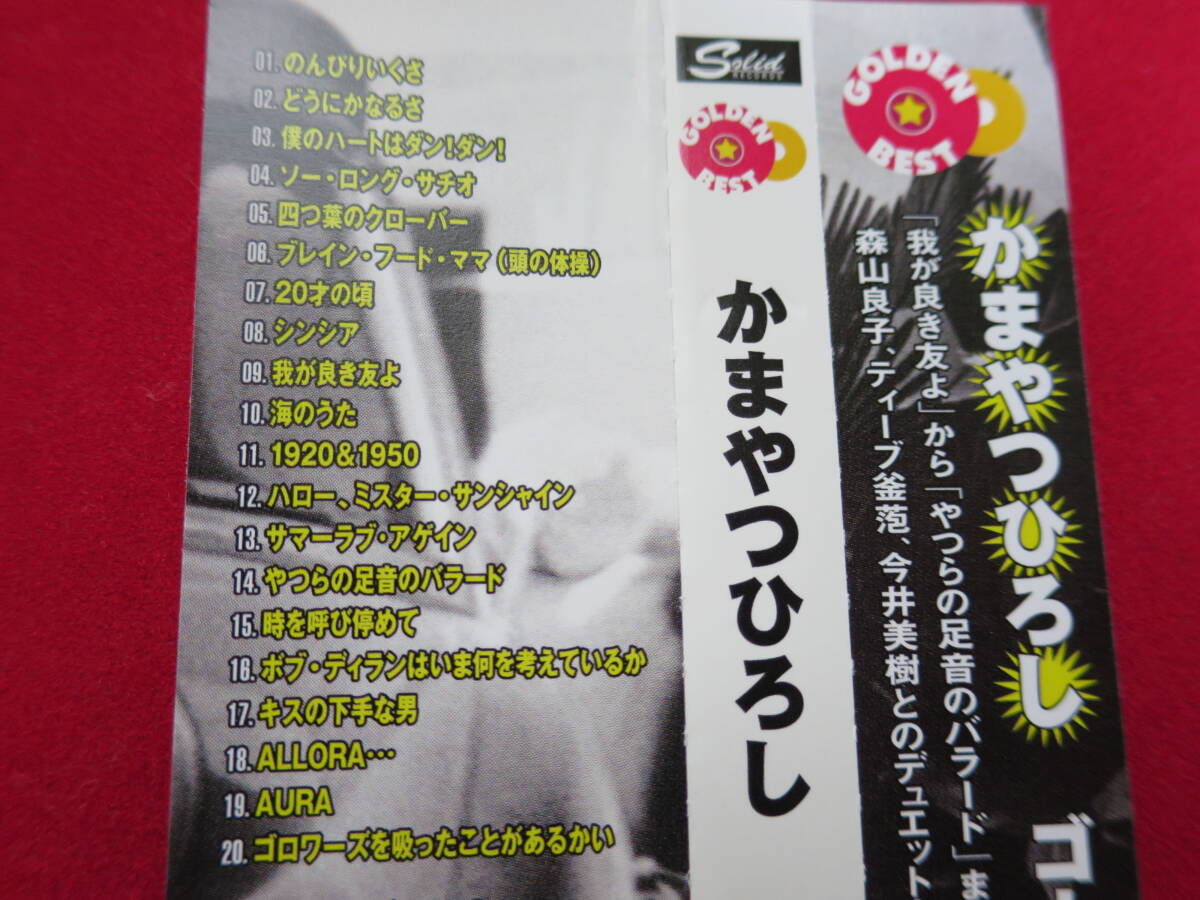 01. のんびりいくさ
02. どうにかなるさ
03. 僕のハートはダン!ダン!
04. ソー・ロング・サチオ
05. 四つ葉のクローバー
06. ブレイン・フード・ママ(頭の体操)
07. 20才の頃
08. シンシア
09. 我が良き友よ
10. 海のうた
11. 1920&1950
12. ハロー、ミスター・サンシャイン
13. サマーラブ・アゲイン
14. やつらの足音のバラード
15. 時を呼び停めて
16. ボブ・ディランはいま何を考えているか
17. キスの下手な男
18. ALLORA…
19. AURA
20. ゴロワーズを吸ったことがあるかい
Solid
RECORDS
GOLDEN
BEST
かまやつひろし
GOLDEN
BEST
かまやつひろし
ゴ
「我が良き友よ」から「やつらの足音のバラード」ま
森山良子、ティーブ釜萢、今井美樹とのデュエット